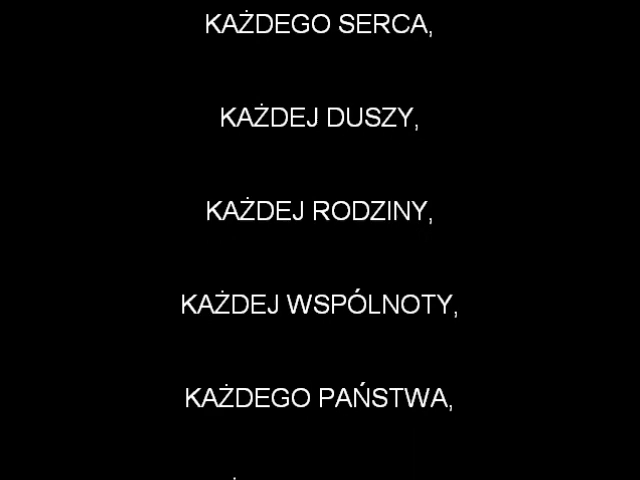 KAŻDEGO SERCA,
KAŻDEJ DUSZY,
KAŻDEJ RODZINY,
KAŻDEJ WSPÓLNOTY,
KAŻDEGO PAŃSTWA,